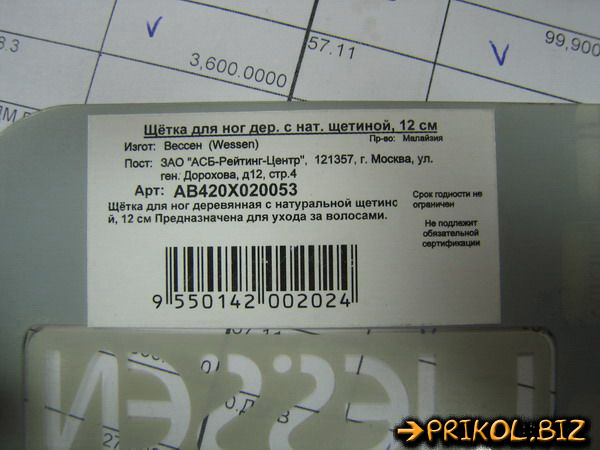 8.3
3,600.0000
57.11
99,900
Щётка для ног дер. с нат. щетиной, 12 см
Изгот: Вессен (Wessen) Пр-во: Малайзия
Пост: ЗАО "АСБ-Рейтинг-Центр", 121357, г. Москва, ул.
ген. Дорохова, д12, стр.4
Арт: AB420X020053
Щётка для ног деревянная с натуральной щетино
й, 12 см Предназначена для ухода за волосами.
Срок годности не
ограничен
Не подлежит
обязательной
сертификации
9 550142 002024
PRIKOL.BIZ